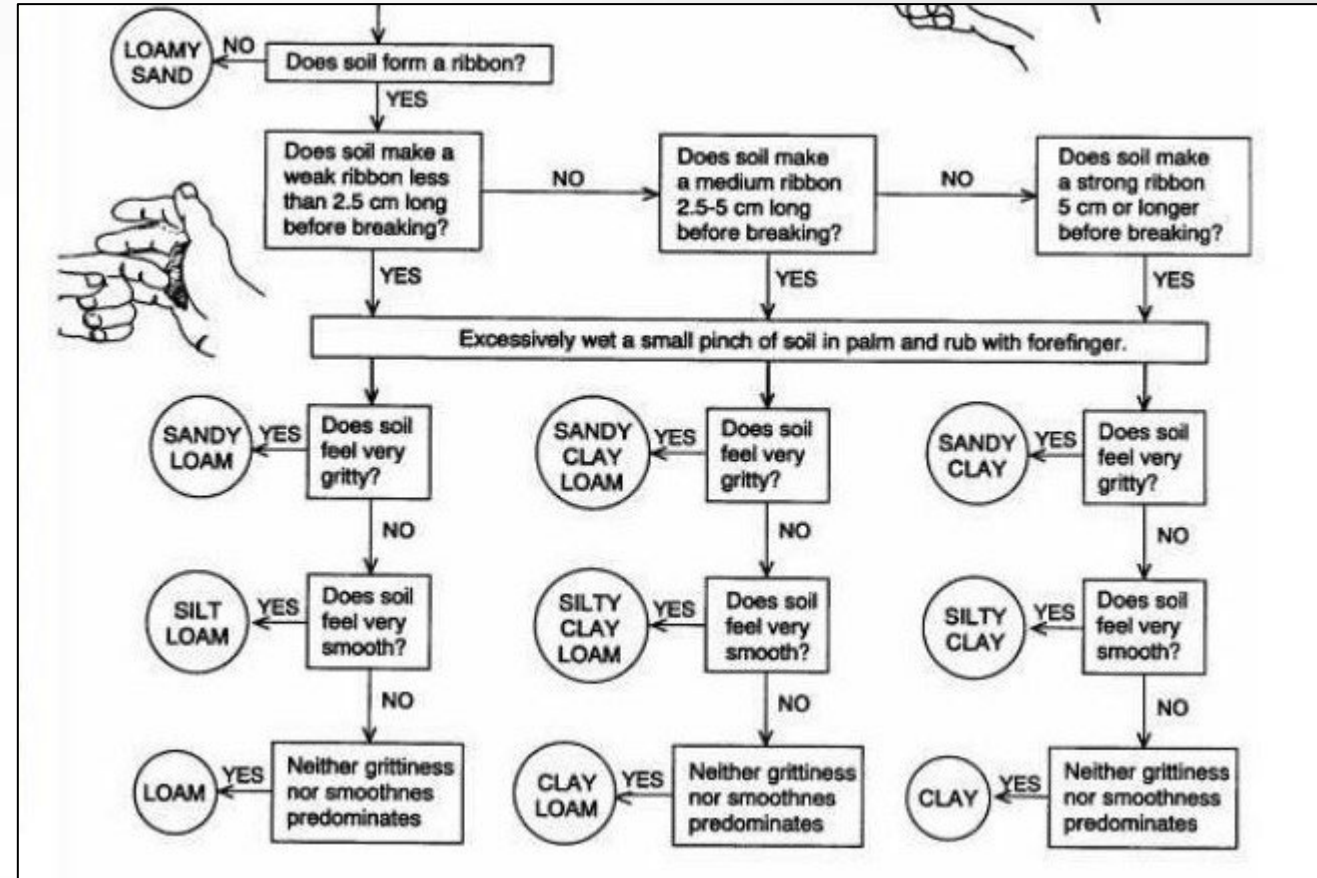 LOAMY
SAND
NO
Does soil form a ribbon?
YES
Does soil make a
weak ribbon less
than 2.5 cm long
before breaking?
NO
Does soil make
a medium ribbon
2.5-5 cm long
before breaking?
NO
Does soil make
a strong ribbon
5 cm or longer
before breaking?
YES
YES
YES
Excessively wet a small pinch of soil in palm and rub with forefinger.
SANDY
LOAM
YES
Does soil
feel very
gritty?
SANDY
CLAY
LOAM
YES
Does soil
feel very
gritty?
SANDY
CLAY
YES
Does soil
feel very
gritty?
NO
NO
NO
SILT
LOAM
YES
Does soil
feel very
smooth?
SILTY
CLAY
LOAM
YES
Does soil
feel very
smooth?
SILTY
CLAY
YES
Does soil
feel very
smooth?
NO
NO
NO
LOAM
YES
Neither grittiness
nor smoothnes
predominates
CLAY
LOAM
YES
Neither grittiness
nor smoothnes
predominates
CLAY
YES
Neither grittiness
nor smoothness
predominates